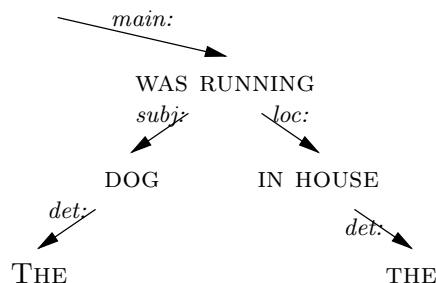 main:
WAS RUNNING
subj: loc:
DOG IN HOUSE
det: det:
THE THE